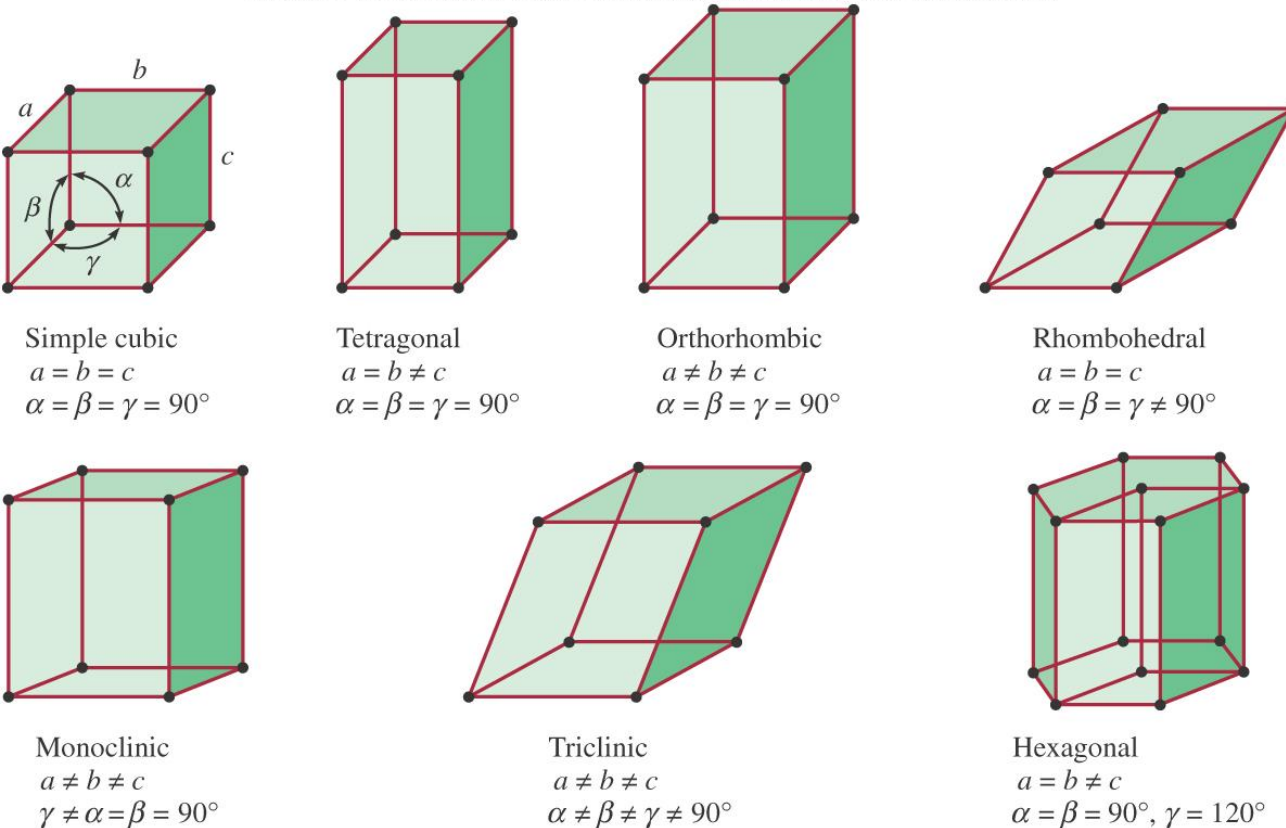 b
a
c
α
β
γ
Simple cubic
a = b = c
α = β = γ = 90°
Tetragonal
a = b ≠ c
α = β = γ = 90°
Orthorhombic
a ≠ b ≠ c
α = β = γ = 90°
Rhombohedral
a = b = c
α = β = γ ≠ 90°
Monoclinic
a ≠ b ≠ c
γ ≠ α = β = 90°
Triclinic
a ≠ b ≠ c
α ≠ β ≠ γ ≠ 90°
Hexagonal
a = b ≠ c
α = β = 90°, γ = 120°